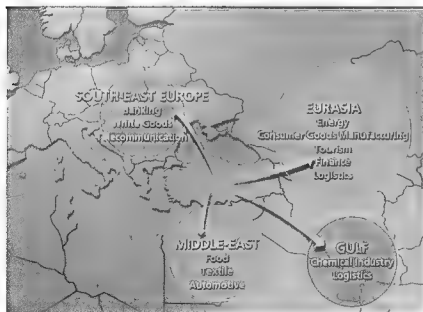 SOUTH-EAST EUROPE
Banking
White Goods
Telecommunication
EURASIA
Energy
Consumer Goods Manufacturing
Tourism
Finance
Logistics
MIDDLE-EAST
Food
Textile
Automotive
GULF
Chemical Industry
Logistics